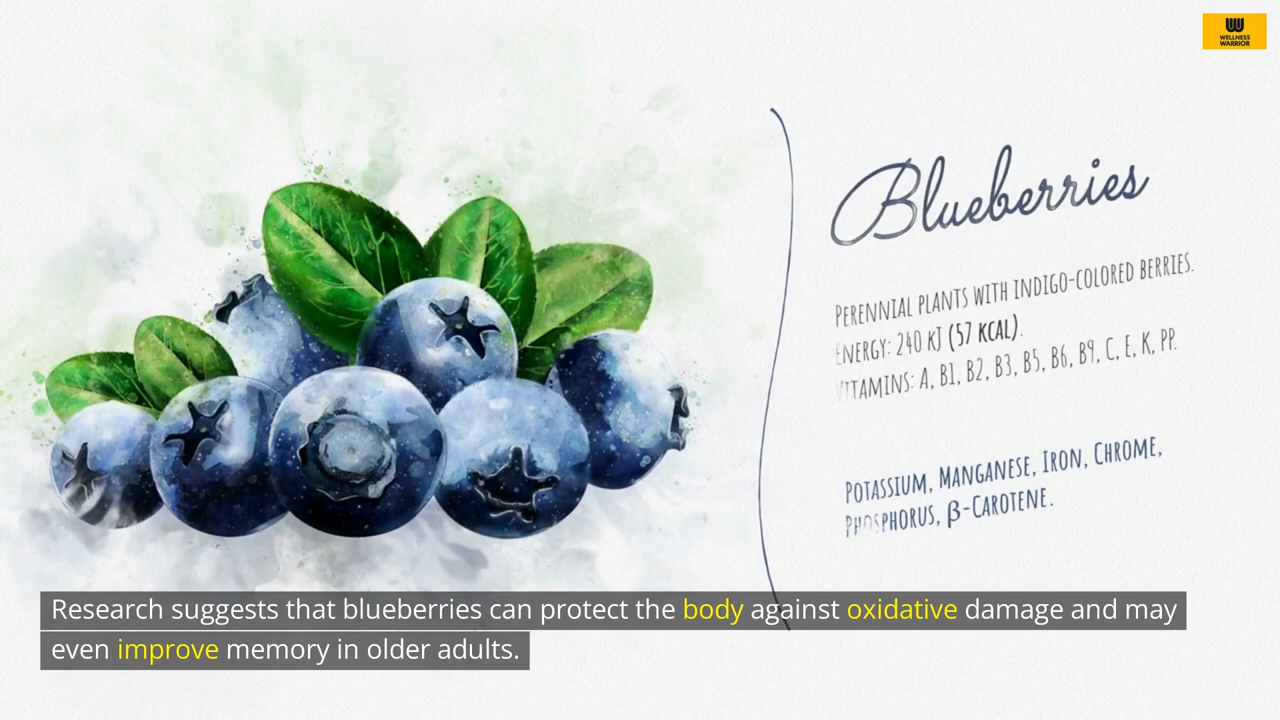 WELLNESS
WARRIOR
Blueberries
PERENNIAL PLANTS WITH INDIGO-COLORED BERRIES.
ENERGY: 240 KJ (57 KCAL).
VITAMINS: A, B1, B2, B3, B5, B6, B9, C, E, K, PP.
POTASSIUM, MANGANESE, IRON, CHROME,
PHOSPHORUS, β-CAROTENE.
Research suggests that blueberries can protect the body against oxidative damage and may
even improve memory in older adults.